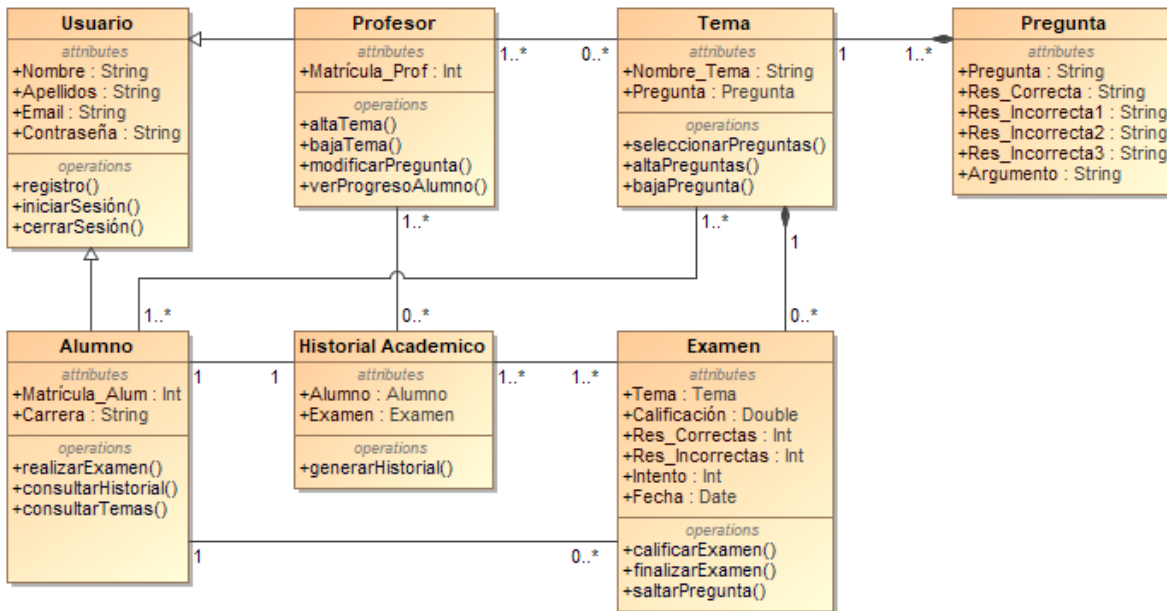 Usuario
attributes
+Nombre : String
+Apellidos : String
+Email : String
+Contraseña : String
operations
+registro()
+iniciarSesión()
+cerrarSesión()
Profesor
attributes
+Matrícula_Prof : Int
operations
+altaTema()
+bajaTema()
+modificarPregunta()
+verProgresoAlumno()
1..*
0..*
Tema
attributes
+Nombre_Tema : String
+Pregunta : Pregunta
operations
+seleccionarPreguntas()
+altaPreguntas()
+bajaPregunta()
1
1..*
Pregunta
attributes
+Pregunta : String
+Res_Correcta : String
+Res_Incorrecta1 : String
+Res_Incorrecta2 : String
+Res_Incorrecta3 : String
+Argumento : String
1..*
1..*
1
1..*
0..*
0..*
Alumno
attributes
+Matrícula_Alum : Int
+Carrera : String
operations
+realizarExamen()
+consultarHistorial()
+consultarTemas()
1
1
Historial Academico
attributes
+Alumno : Alumno
+Examen : Examen
operations
+generarHistorial()
1..*
1..*
Examen
attributes
+Tema : Tema
+Calificación : Double
+Res_Correctas : Int
+Res_Incorrectas : Int
+Intento : Int
+Fecha : Date
operations
+calificarExamen()
+finalizarExamen()
+saltarPregunta()
1
0..*